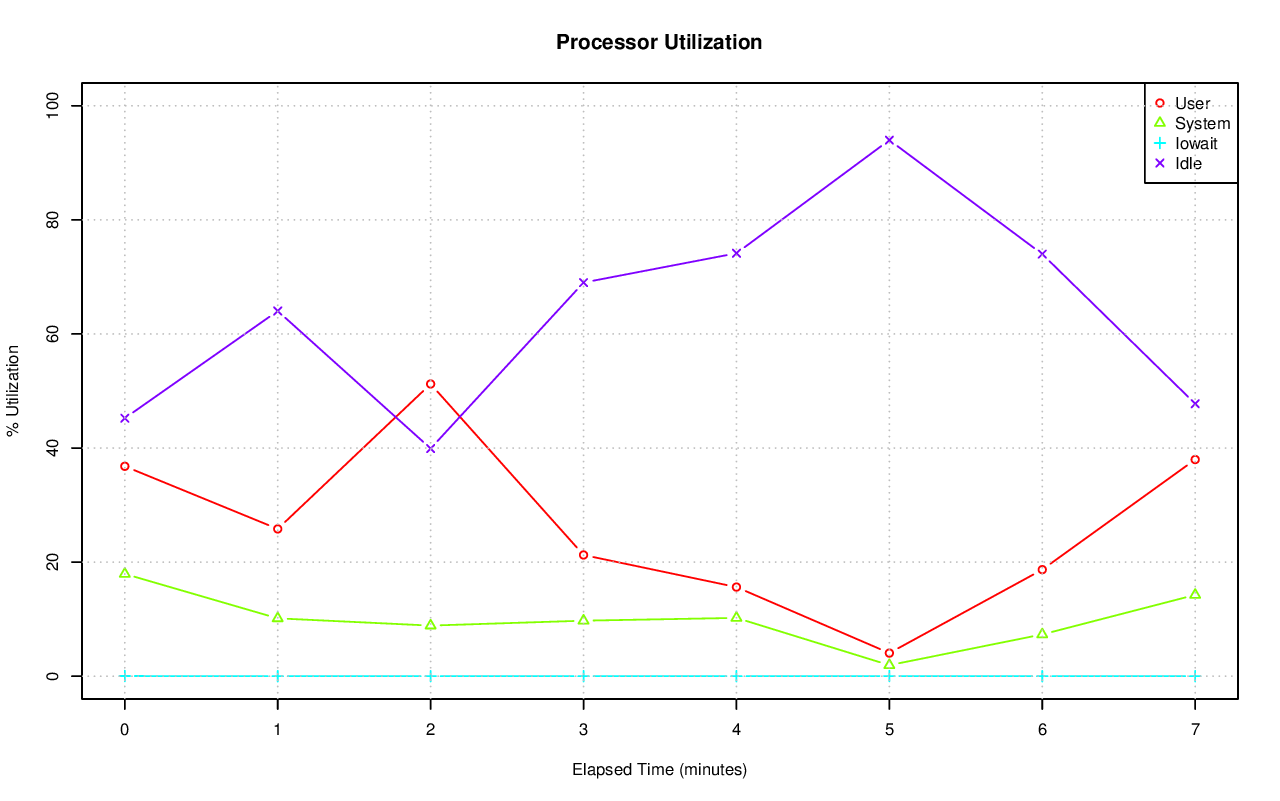 Processor Utilization
User
System
Iowait
Idle
% Utilization
100
80
60
40
20
0
0 1 2 3 4 5 6 7
Elapsed Time (minutes)